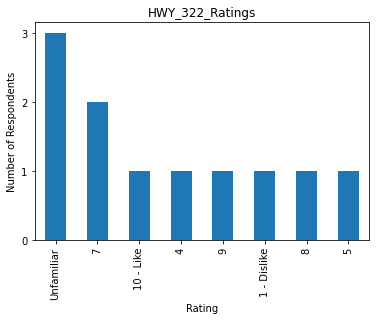 HWY_322_Ratings
Number of Respondents
3
2
1
0
Unfamiliar
7
10 - Like
4
9
1 - Dislike
8
5
Rating